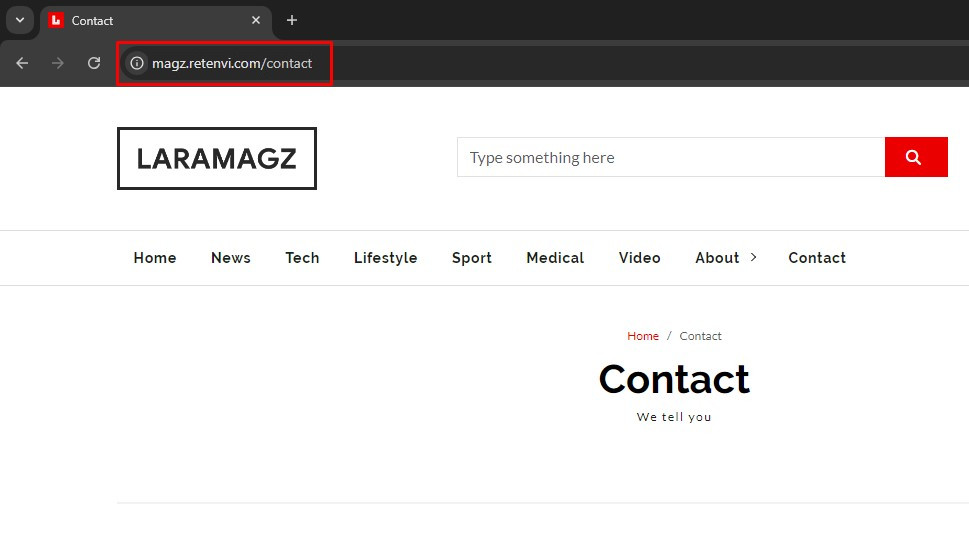 Contact
magz.retenvi.com/contact
LARAMAGZ
Type something here
Home News Tech Lifestyle Sport Medical Video About Contact
Home / Contact
Contact
We tell you